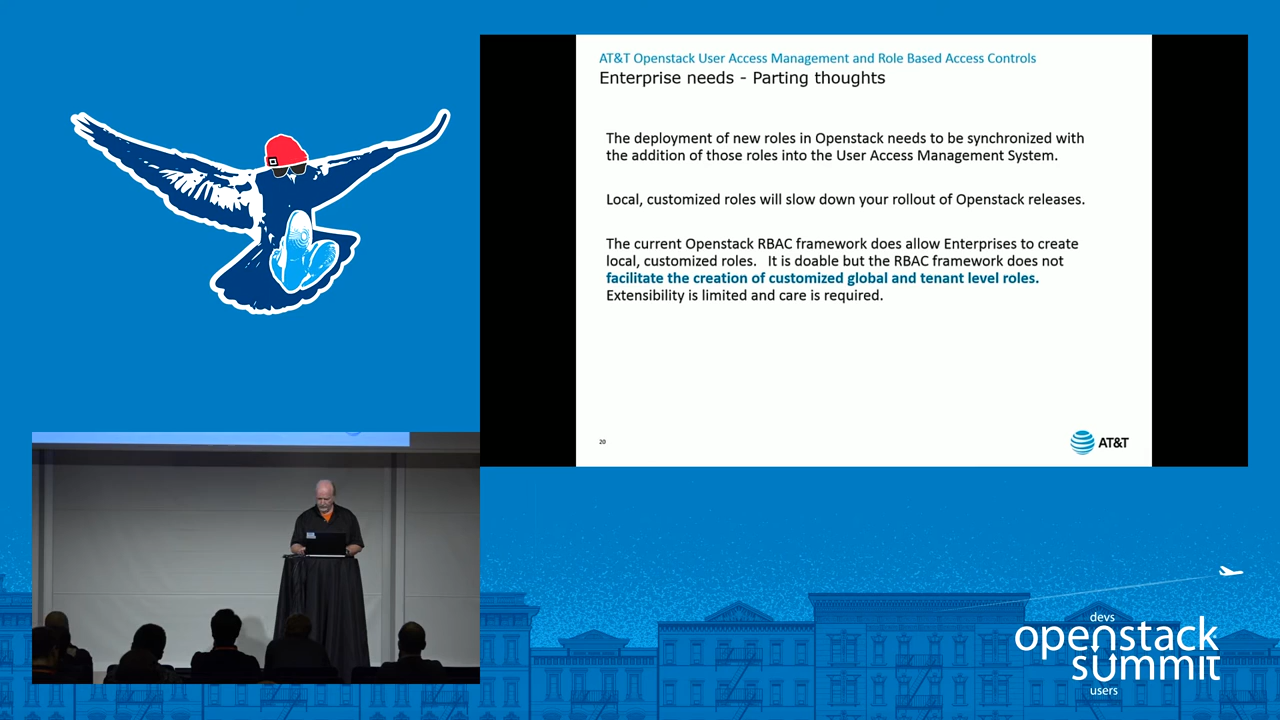 AT&T Openstack User Access Management and Role Based Access Controls
Enterprise needs - Parting thoughts
The deployment of new roles in Openstack needs to be synchronized with
the addition of those roles into the User Access Management System.
Local, customized roles will slow down your rollout of Openstack releases.
The current Openstack RBAC framework does allow Enterprises to create
local, customized roles. It is doable but the RBAC framework does not
facilitate the creation of customized global and tenant level roles.
Extensibility is limited and care is required.
20
AT&T
devs
openstack
summit
users